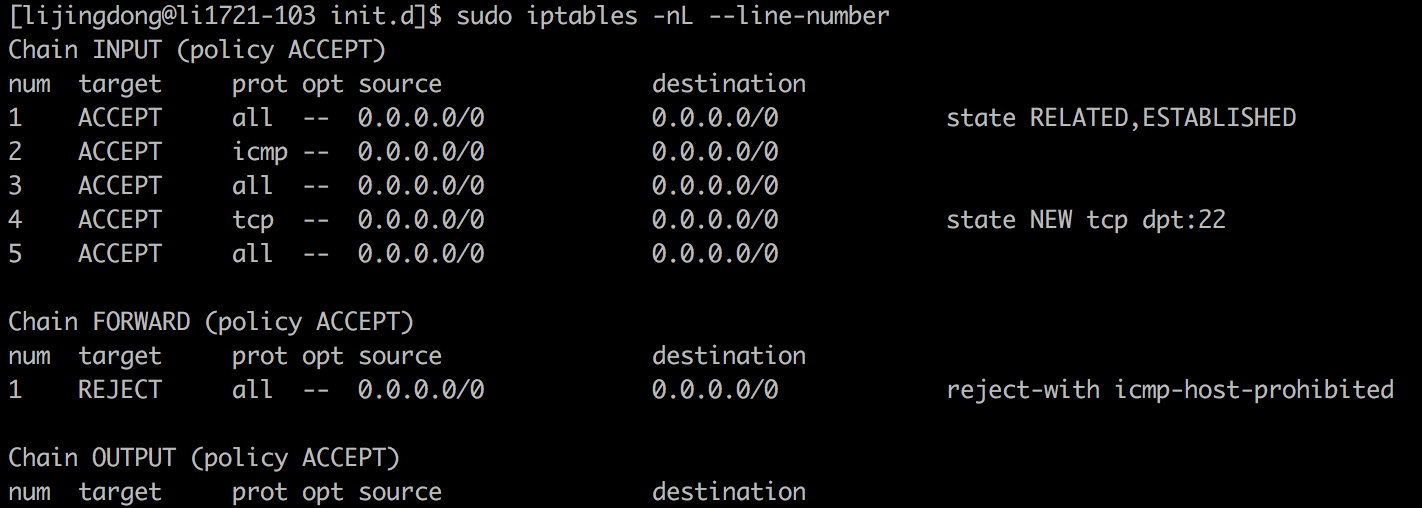 [lijingdong@li1721-103 init.d]$ sudo iptables -nL --line-number
Chain INPUT (policy ACCEPT)
num  target     prot opt source               destination
1    ACCEPT     all  --  0.0.0.0/0            0.0.0.0/0            state RELATED,ESTABLISHED
2    ACCEPT     icmp --  0.0.0.0/0            0.0.0.0/0
3    ACCEPT     all  --  0.0.0.0/0            0.0.0.0/0
4    ACCEPT     tcp  --  0.0.0.0/0            0.0.0.0/0            state NEW tcp dpt:22
5    ACCEPT     all  --  0.0.0.0/0            0.0.0.0/0

Chain FORWARD (policy ACCEPT)
num  target     prot opt source               destination
1    REJECT     all  --  0.0.0.0/0            0.0.0.0/0            reject-with icmp-host-prohibited

Chain OUTPUT (policy ACCEPT)
num  target     prot opt source               destination